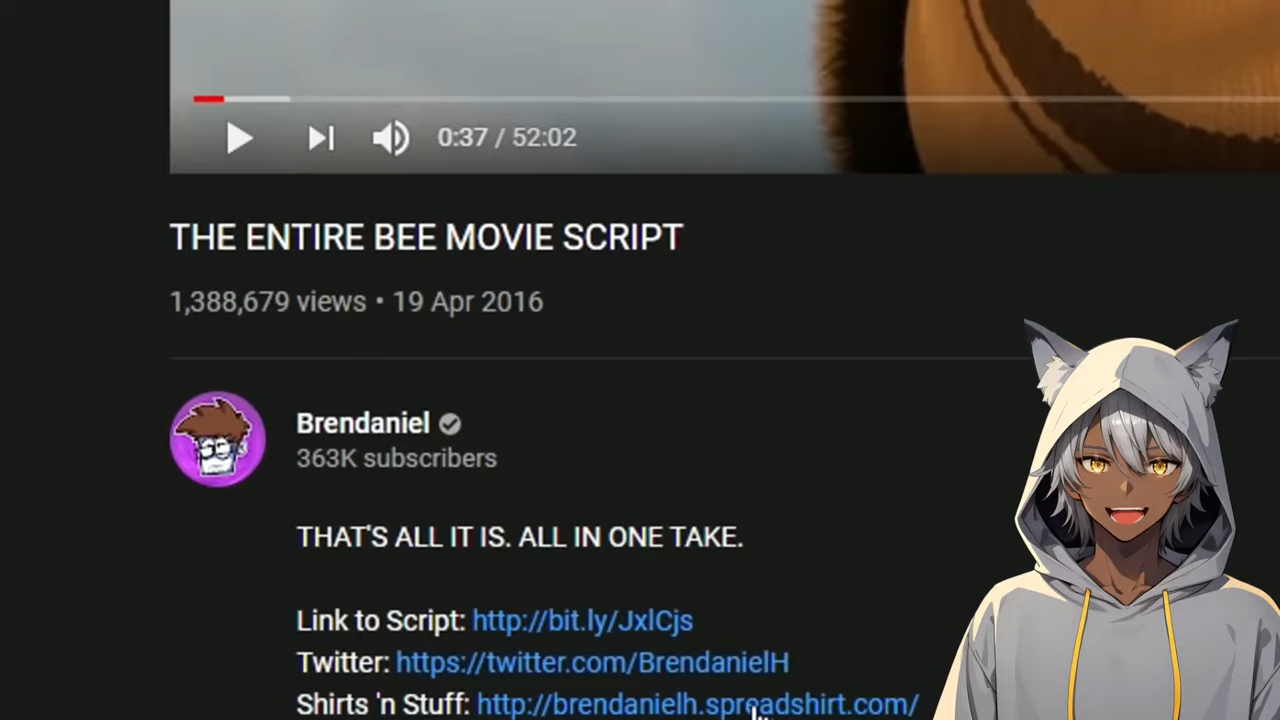 0:37 / 52:02
THE ENTIRE BEE MOVIE SCRIPT
1,388,679 views • 19 Apr 2016
Brendaniel
363K subscribers
THAT'S ALL IT IS. ALL IN ONE TAKE.
Link to Script: http://bit.ly/JxlCjs
Twitter: https://twitter.com/BrendanielH
Shirts 'n Stuff: http://brendanielh.spreadshirt.com/